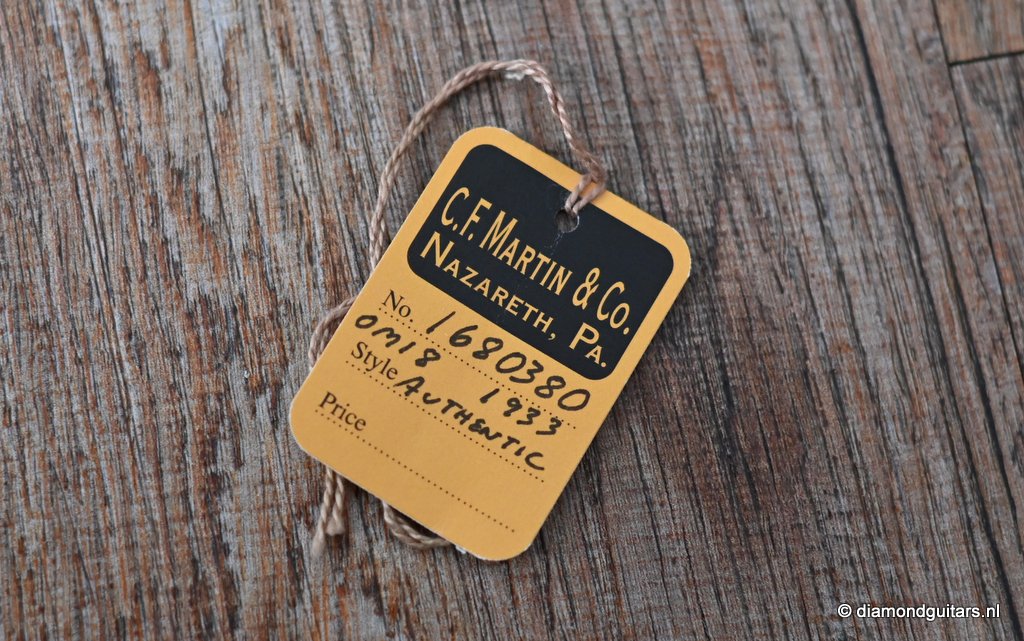 C.F. MARTIN & CO.
NAZARETH, PA.
No. 1680380
OM18 1933
Style AUTHENTIC
Price
© diamondguitars.nl